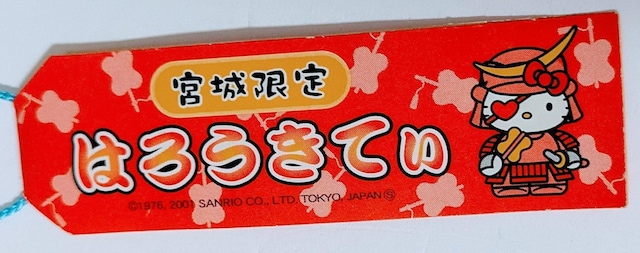 宮城限定
はろうきてぃ
©1976, 2001 SANRIO CO., LTD. TOKYO, JAPAN Ⓢ